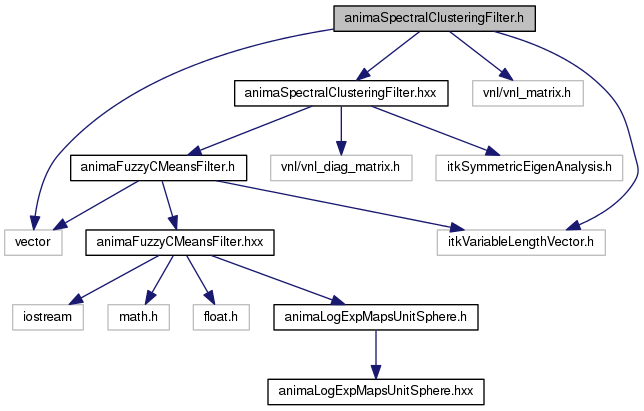 animaSpectralClusteringFilter.h
animaSpectralClusteringFilter.hxx
vnl/vnl_matrix.h
animaFuzzyCMeansFilter.h
vnl/vnl_diag_matrix.h
itkSymmetricEigenAnalysis.h
vector
animaFuzzyCMeansFilter.hxx
itkVariableLengthVector.h
iostream
math.h
float.h
animaLogExpMapsUnitSphere.h
animaLogExpMapsUnitSphere.hxx